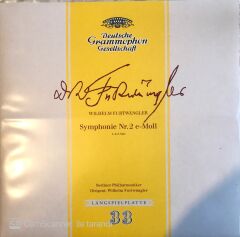 Deutsche
Grammophon
Gesellschaft
WILHELM FURTWÄNGLER
Symphonie Nr. 2 e-Moll
Berliner Philharmoniker
Dirigent: Wilhelm Furtwängler
LANGSPIELPLATTE
33